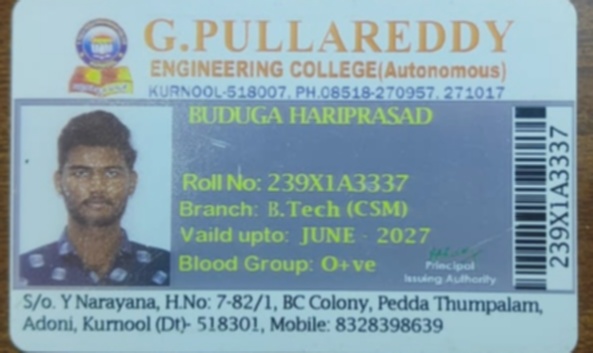 G.PULLAREDDY
ENGINEERING COLLEGE(Autonomous)
KURNOOL-518007. PH.08518-270957, 271017
BUDUGA HARIPRASAD
Roll No: 239X1A3337
Branch: B.Tech (CSM)
Vaild upto: JUNE - 2027
Blood Group: O+ve
Principal
Issuing Authority
239X1A3337
S/o. Y Narayana, H.No: 7-82/1, BC Colony, Pedda Thumpalam,
Adoni, Kurnool (Dt)- 518301, Mobile: 8328398639